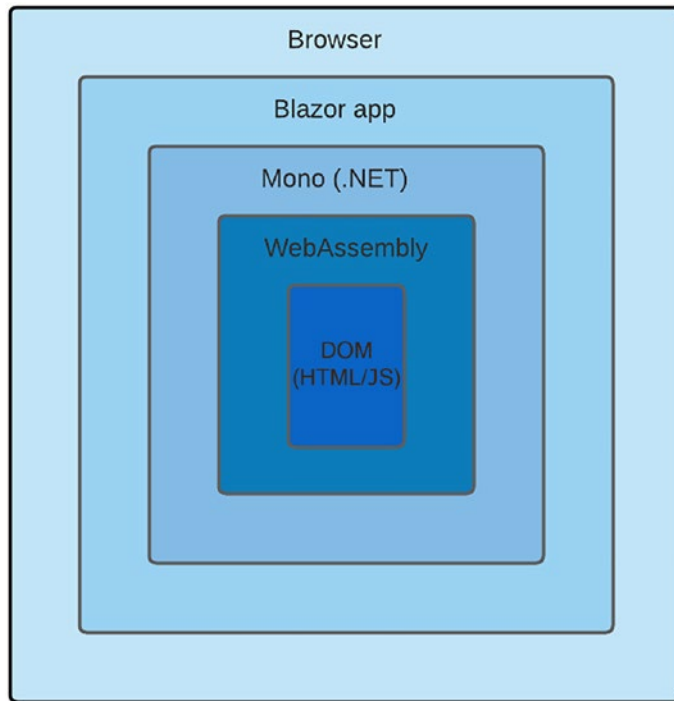 Browser
Blazor app
Mono (.NET)
WebAssembly
DOM
(HTML/JS)